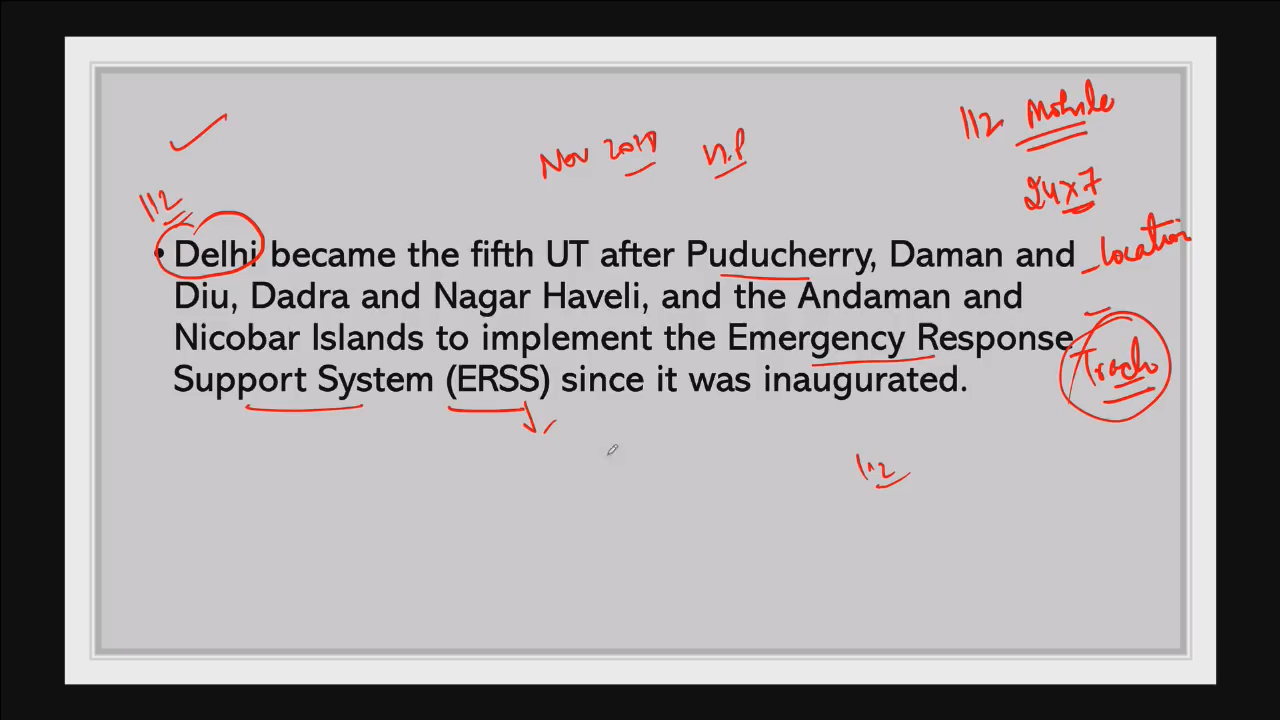 112 Mobile
Nov 2018 H.P
24x7
112
• Delhi became the fifth UT after Puducherry, Daman and
location
Diu, Dadra and Nagar Haveli, and the Andaman and
Nicobar Islands to implement the Emergency Response
Track
Support System (ERSS) since it was inaugurated.
112